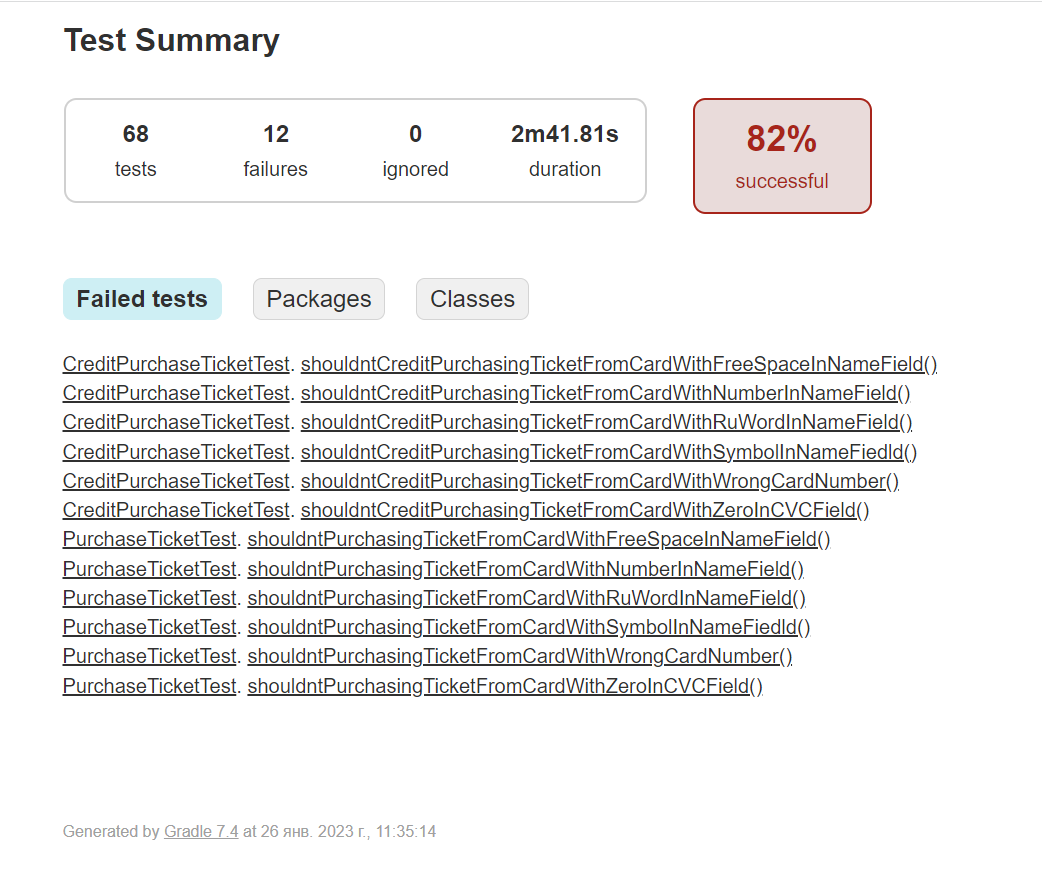 Test Summary
68 12 0 2m41.81s 82%
tests failures ignored duration successful
Failed tests Packages Classes
CreditPurchaseTicketTest. shouldntCreditPurchasingTicketFromCardWithFreeSpaceInNameField()
CreditPurchaseTicketTest. shouldntCreditPurchasingTicketFromCardWithNumberInNameField()
CreditPurchaseTicketTest. shouldntCreditPurchasingTicketFromCardWithRuWordInNameField()
CreditPurchaseTicketTest. shouldntCreditPurchasingTicketFromCardWithSymbolInNameFiedld()
CreditPurchaseTicketTest. shouldntCreditPurchasingTicketFromCardWithWrongCardNumber()
CreditPurchaseTicketTest. shouldntCreditPurchasingTicketFromCardWithZeroInCVCField()
PurchaseTicketTest. shouldntPurchasingTicketFromCardWithFreeSpaceInNameField()
PurchaseTicketTest. shouldntPurchasingTicketFromCardWithNumberInNameField()
PurchaseTicketTest. shouldntPurchasingTicketFromCardWithRuWordInNameField()
PurchaseTicketTest. shouldntPurchasingTicketFromCardWithSymbolInNameFiedld()
PurchaseTicketTest. shouldntPurchasingTicketFromCardWithWrongCardNumber()
PurchaseTicketTest. shouldntPurchasingTicketFromCardWithZeroInCVCField()
Generated by Gradle 7.4 at 26 янв. 2023 г., 11:35:14